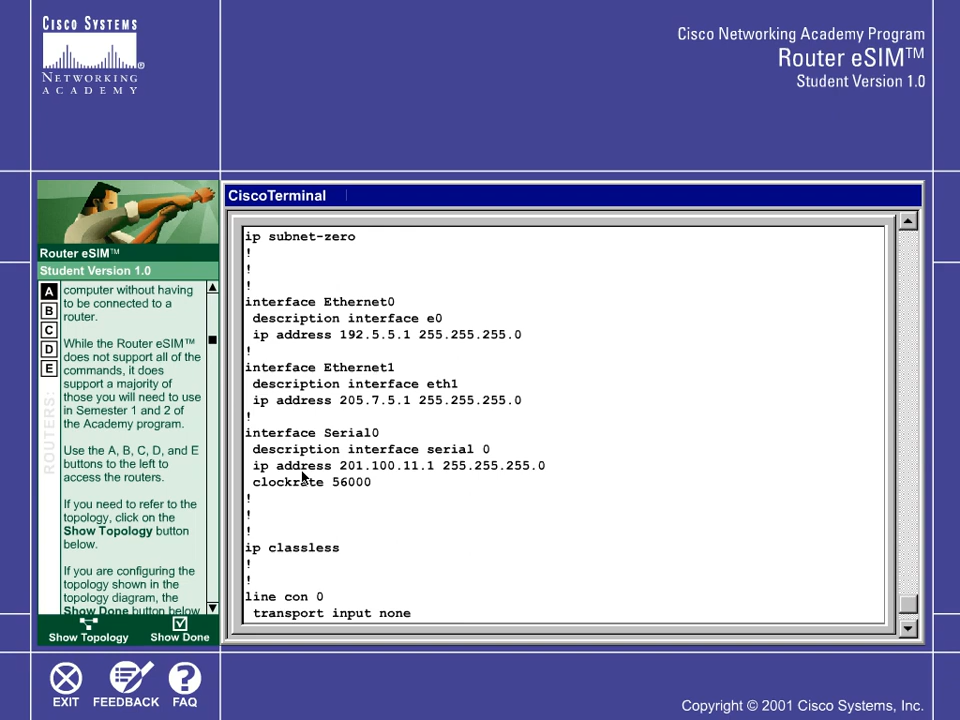 CISCO SYSTEMS
NETWORKING
ACADEMY
Cisco Networking Academy Program
Router eSIM™
Student Version 1.0
Router eSIM™
Student Version 1.0
ROUTERS:
A
B
C
D
E
computer without having
to be connected to a
router.
While the Router eSIM™
does not support all of the
commands, it does
support a majority of
those you will need to use
in Semester 1 and 2 of
the Academy program.
Use the A, B, C, D, and E
buttons to the left to
access the routers.
If you need to refer to the
topology, click on the
Show Topology button
below.
If you are configuring the
topology shown in the
topology diagram, the
Show Done button below
Show Topology
Show Done
CiscoTerminal
ip subnet-zero
!
!
!
interface Ethernet0
description interface e0
ip address 192.5.5.1 255.255.255.0
!
interface Ethernet1
description interface eth1
ip address 205.7.5.1 255.255.255.0
!
interface Serial0
description interface serial 0
ip address 201.100.11.1 255.255.255.0
clockrate 56000
!
!
!
ip classless
!
!
line con 0
transport input none
EXIT
FEEDBACK
?
FAQ
Copyright © 2001 Cisco Systems, Inc.